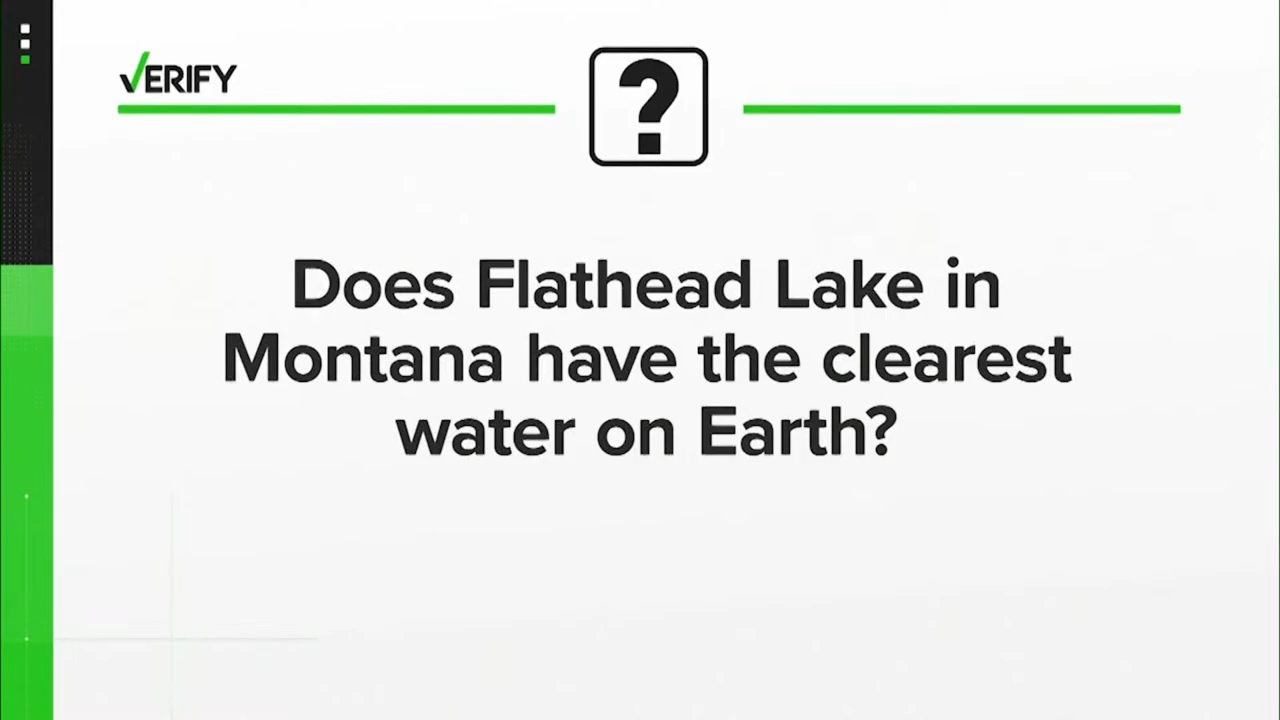 VERIFY
?
Does Flathead Lake in
Montana have the clearest
water on Earth?